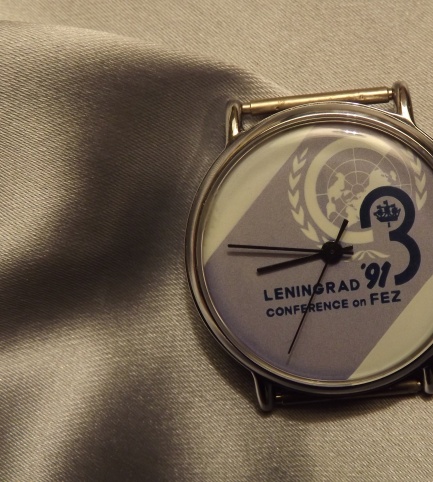 LENINGRAD '91
CONFERENCE on FEZ